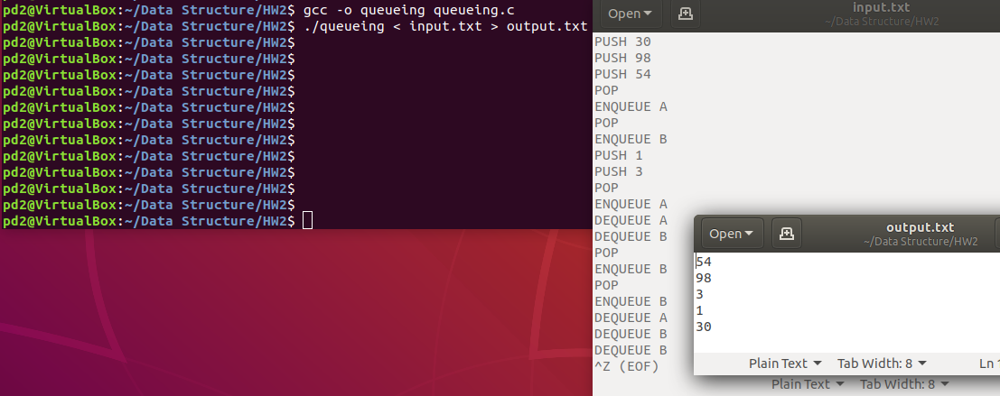 pd2@VirtualBox:~/Data Structure/HW2$ gcc -o queueing queueing.c
pd2@VirtualBox:~/Data Structure/HW2$ ./queueing < input.txt > output.txt
pd2@VirtualBox:~/Data Structure/HW2$
pd2@VirtualBox:~/Data Structure/HW2$
pd2@VirtualBox:~/Data Structure/HW2$
pd2@VirtualBox:~/Data Structure/HW2$
pd2@VirtualBox:~/Data Structure/HW2$
pd2@VirtualBox:~/Data Structure/HW2$
pd2@VirtualBox:~/Data Structure/HW2$
pd2@VirtualBox:~/Data Structure/HW2$
pd2@VirtualBox:~/Data Structure/HW2$
pd2@VirtualBox:~/Data Structure/HW2$
pd2@VirtualBox:~/Data Structure/HW2$
pd2@VirtualBox:~/Data Structure/HW2$
Open
input.txt
~/Data Structure/HW2
PUSH 30
PUSH 98
PUSH 54
POP
ENQUEUE A
POP
ENQUEUE B
PUSH 1
PUSH 3
POP
ENQUEUE A
DEQUEUE A
DEQUEUE B
POP
ENQUEUE B
POP
ENQUEUE B
DEQUEUE A
DEQUEUE B
DEQUEUE B
^Z (EOF)
Plain Text Tab Width: 8
Open
output.txt
~/Data Structure/HW2
54
98
3
1
30
Plain Text Tab Width: 8 Ln 1